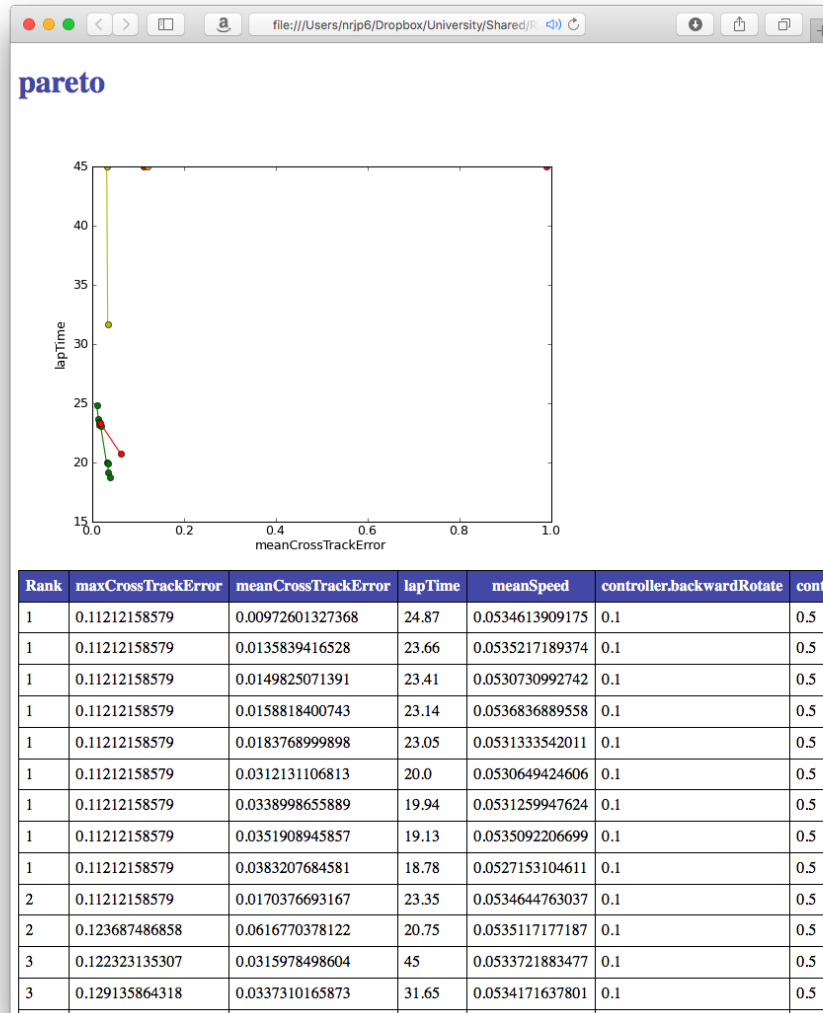 file:///Users/nrjp6/Dropbox/University/Shared/R
pareto
45
40
35
30
25
20
15
lapTime
0.0 0.2 0.4 0.6 0.8 1.0
meanCrossTrackError
Rank maxCrossTrackError meanCrossTrackError lapTime meanSpeed controller.backwardRotate cont
1 0.11212158579 0.00972601327368 24.87 0.0534613909175 0.1 0.5
1 0.11212158579 0.0135839416528 23.66 0.0535217189374 0.1 0.5
1 0.11212158579 0.0149825071391 23.41 0.0530730992742 0.1 0.5
1 0.11212158579 0.0158818400743 23.14 0.0536836889558 0.1 0.5
1 0.11212158579 0.0183768999898 23.05 0.0531333542011 0.1 0.5
1 0.11212158579 0.0312131106813 20.0 0.0530649424606 0.1 0.5
1 0.11212158579 0.0338998655889 19.94 0.0531259947624 0.1 0.5
1 0.11212158579 0.0351908945857 19.13 0.0535092206699 0.1 0.5
1 0.11212158579 0.0383207684581 18.78 0.0527153104611 0.1 0.5
2 0.11212158579 0.0170376693167 23.35 0.0534644763037 0.1 0.5
2 0.123687486858 0.0616770378122 20.75 0.0535117177187 0.1 0.5
3 0.122323135307 0.0315978498604 45 0.0533721883477 0.1 0.5
3 0.129135864318 0.0337310165873 31.65 0.0534171637801 0.1 0.5